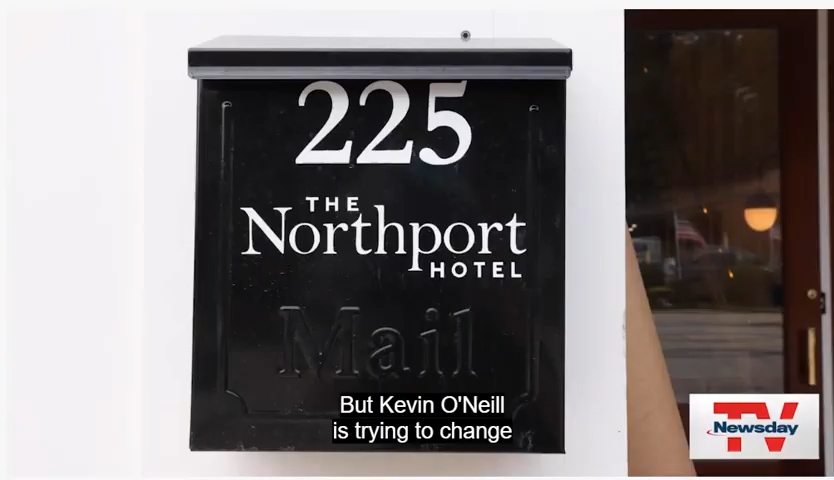 225
THE
Northport
HOTEL
Mail
But Kevin O'Neill
is trying to change
TV
Newsday